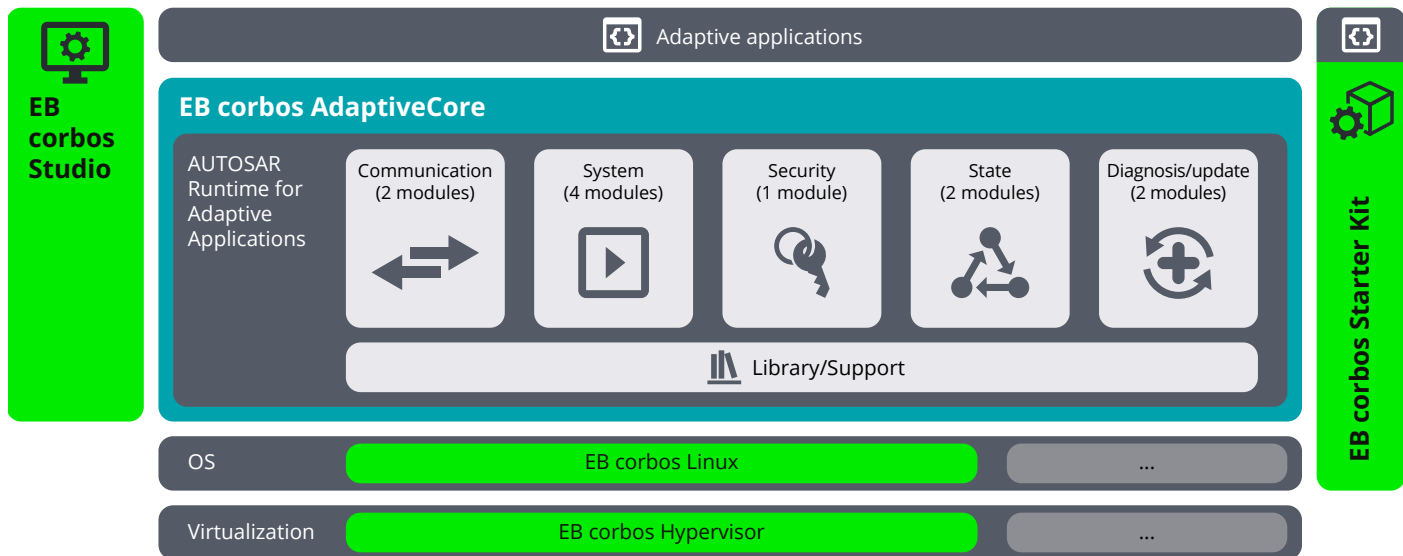 EB
corbos
Studio
Adaptive applications
EB corbos AdaptiveCore
AUTOSAR
Runtime for
Adaptive
Applications
Communication
(2 modules)
System
(4 modules)
Security
(1 module)
State
(2 modules)
Diagnosis/update
(2 modules)
Library/Support
OS
EB corbos Linux
...
Virtualization
EB corbos Hypervisor
...
EB corbos Starter Kit